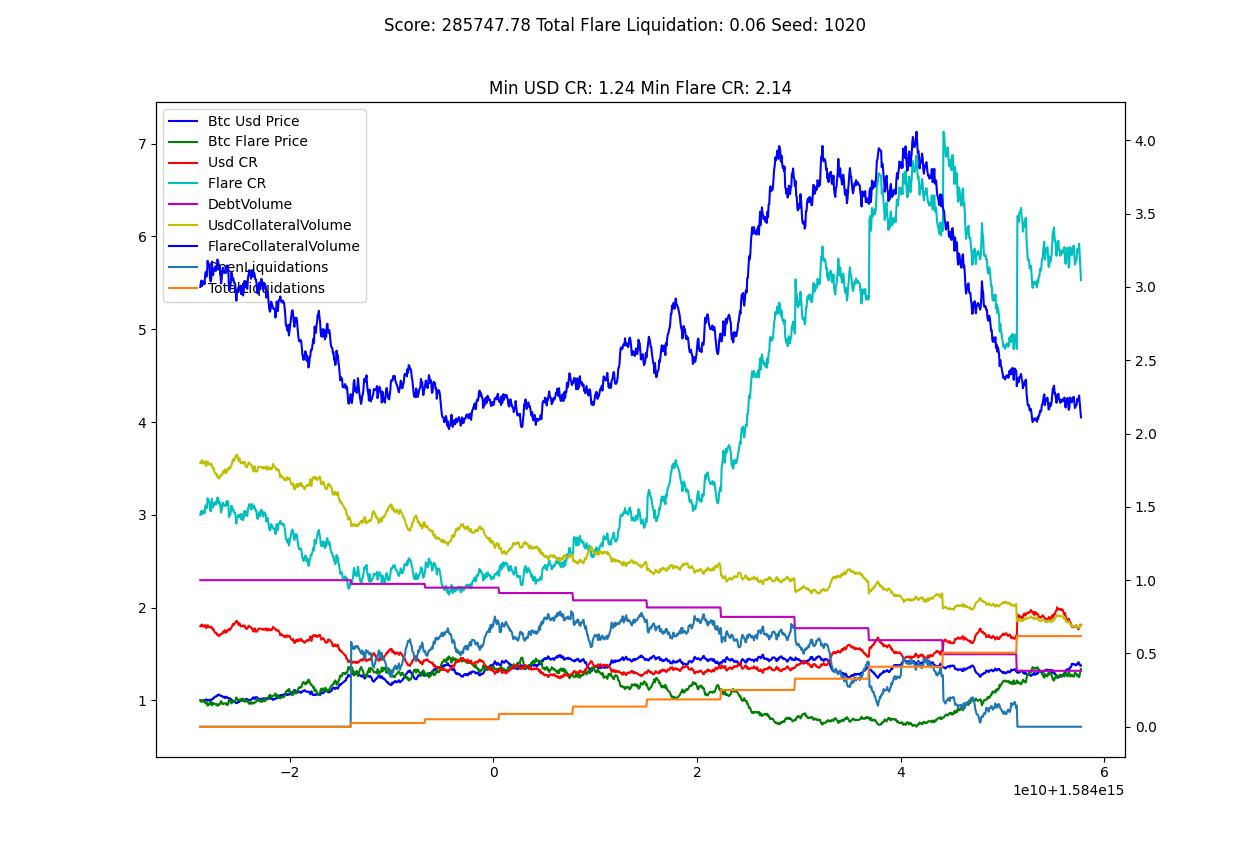 Score: 285747.78 Total Flare Liquidation: 0.06 Seed: 1020
Min USD CR: 1.24 Min Flare CR: 2.14
Btc Usd Price
Btc Flare Price
Usd CR
Flare CR
DebtVolume
UsdCollateralVolume
FlareCollateralVolume
OpenLiquidations
TotalLiquidations
7
6
5
4
3
2
1
4.0
3.5
3.0
2.5
2.0
1.5
1.0
0.5
0.0
−2
0
2
4
6
1e10+1.584e15